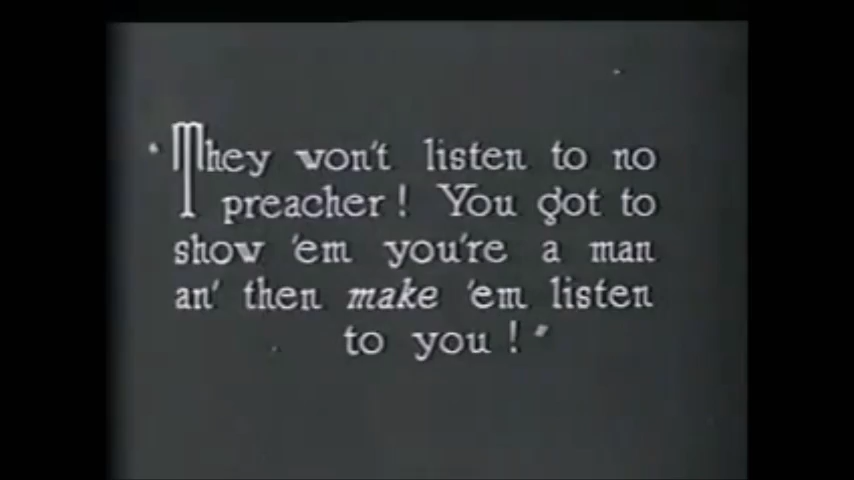 "They won't listen to no
preacher! You got to
show 'em you're a man
an' then make 'em listen
to you!"